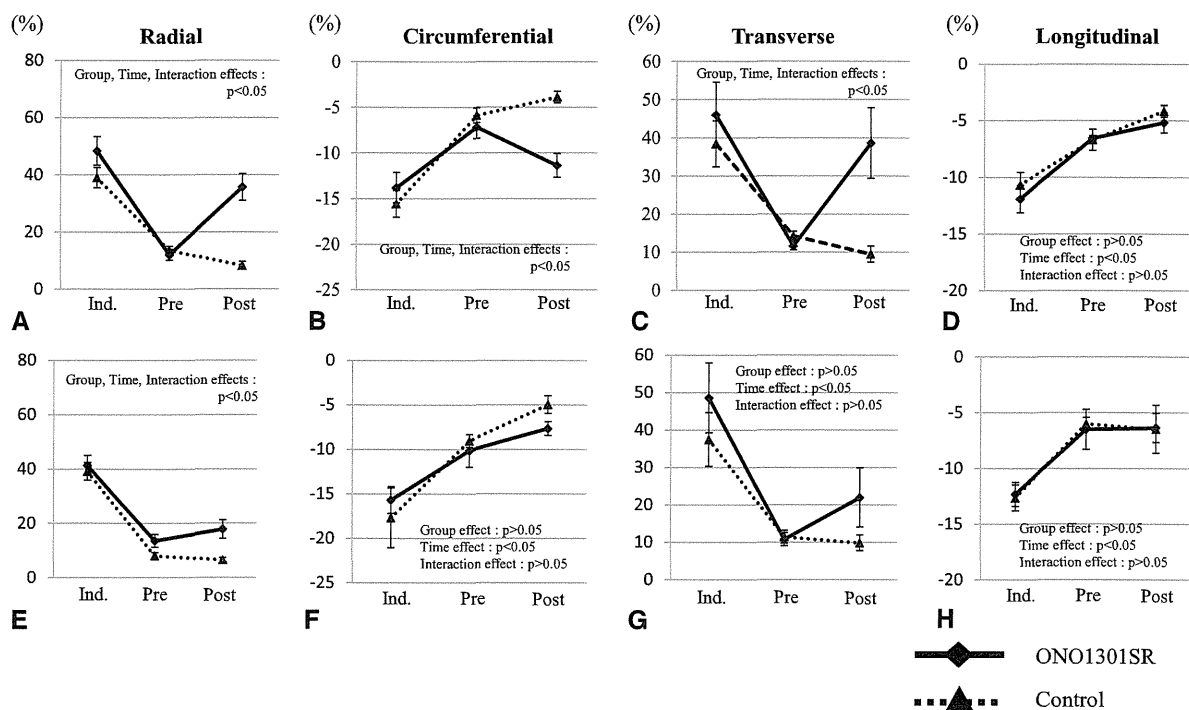 (%) Radial
Group, Time, Interaction effects :
p<0.05
80
60
40
20
0
Ind. Pre Post
A
(%) Circumferential
0
-5
-10
-15
-20
-25
Group, Time, Interaction effects :
p<0.05
Ind. Pre Post
B
(%) Transverse
Group, Time, Interaction effects :
p<0.05
60
50
40
30
20
10
0
Ind. Pre Post
C
(%) Longitudinal
0
-5
-10
-15
-20
Group effect : p>0.05
Time effect : p<0.05
Interaction effect : p>0.05
Ind. Pre Post
D
80
60
40
20
0
Group, Time, Interaction effects :
p<0.05
Ind. Pre Post
E
0
-5
-10
-15
-20
-25
Group effect : p>0.05
Time effect : p<0.05
Interaction effect : p>0.05
Ind. Pre Post
F
60
50
40
30
20
10
0
Group effect : p>0.05
Time effect : p<0.05
Interaction effect : p>0.05
Ind. Pre Post
G
0
-5
-10
-15
-20
Group effect : p>0.05
Time effect : p<0.05
Interaction effect : p>0.05
Ind. Pre Post
H
ONO1301SR
Control